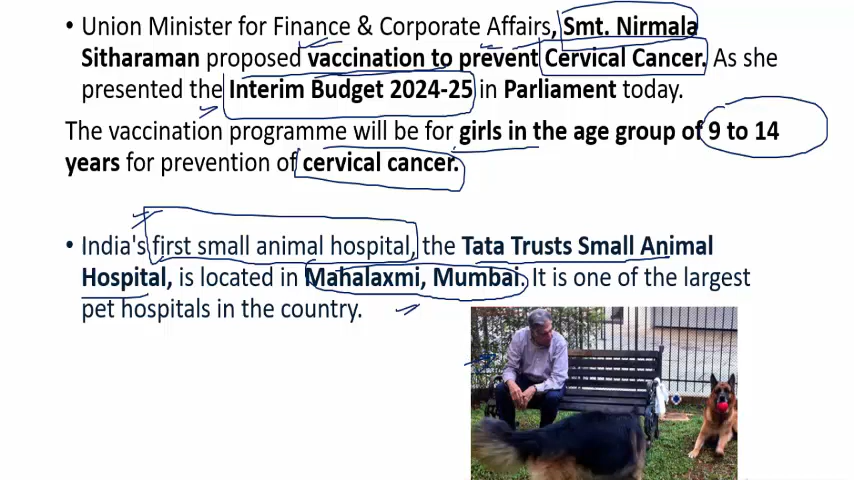 • Union Minister for Finance & Corporate Affairs, Smt. Nirmala
Sitharaman proposed vaccination to prevent Cervical Cancer. As she
presented the Interim Budget 2024-25 in Parliament today.
The vaccination programme will be for girls in the age group of 9 to 14
years for prevention of cervical cancer.
• India's first small animal hospital, the Tata Trusts Small Animal
Hospital, is located in Mahalaxmi, Mumbai. It is one of the largest
pet hospitals in the country.